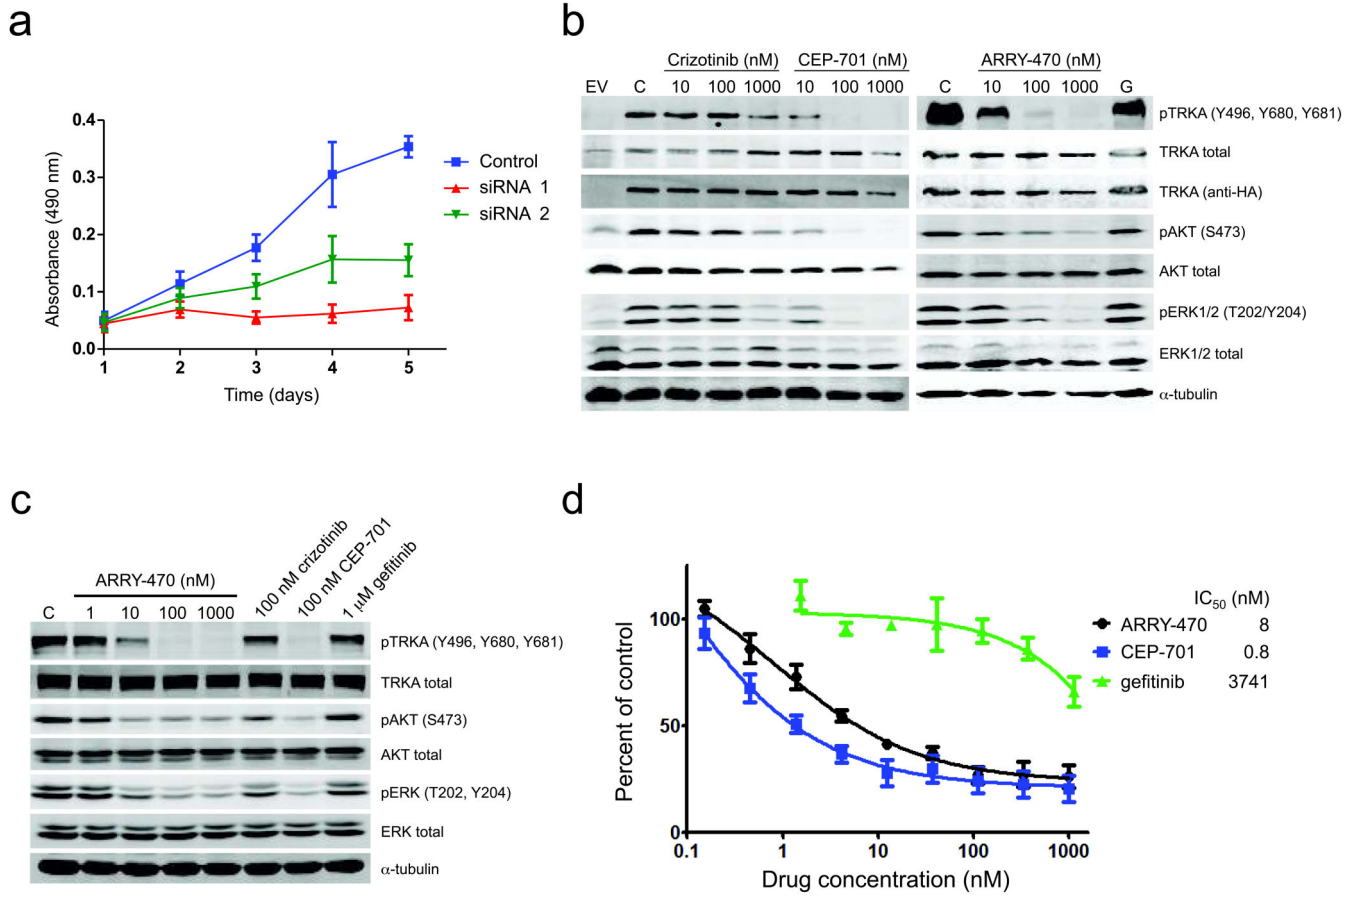 a
Absorbance (490 nm)
0.4
0.3
0.2
0.1
0.0
1 2 3 4 5
Time (days)
Control
siRNA 1
siRNA 2
b
Crizotinib (nM) CEP-701 (nM) ARRY-470 (nM)
EV C 10 100 1000 10 100 1000 C 10 100 1000 G
pTRKA (Y496, Y680, Y681)
TRKA total
TRKA (anti-HA)
pAKT (S473)
AKT total
pERK1/2 (T202/Y204)
ERK1/2 total
α-tubulin
c
ARRY-470 (nM)
C 1 10 100 1000 100 nM crizotinib 100 nM CEP-701 1 µM gefitinib
pTRKA (Y496, Y680, Y681)
TRKA total
pAKT (S473)
AKT total
pERK (T202, Y204)
ERK total
α-tubulin
d
Percent of control
100
50
0
0.1 1 10 100 1000
Drug concentration (nM)
IC50 (nM)
ARRY-470 8
CEP-701 0.8
gefitinib 3741